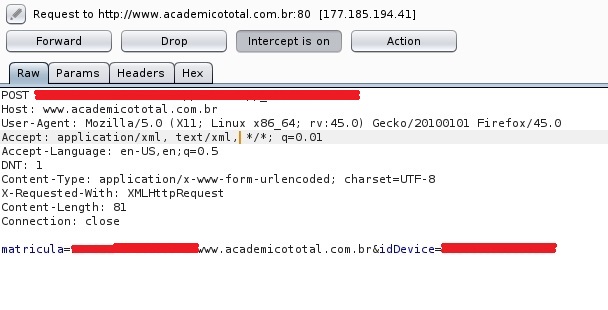 Request to http://www.academicototal.com.br:80 [177.185.194.41]
Forward Drop Intercept is on Action
Raw Params Headers Hex
POST
Host: www.academicototal.com.br
User-Agent: Mozilla/5.0 (X11; Linux x86_64; rv:45.0) Gecko/20100101 Firefox/45.0
Accept: application/xml, text/xml, */*; q=0.01
Accept-Language: en-US,en;q=0.5
DNT: 1
Content-Type: application/x-www-form-urlencoded; charset=UTF-8
X-Requested-With: XMLHttpRequest
Content-Length: 81
Connection: close
matricula=www.academicototal.com.br&idDevice=